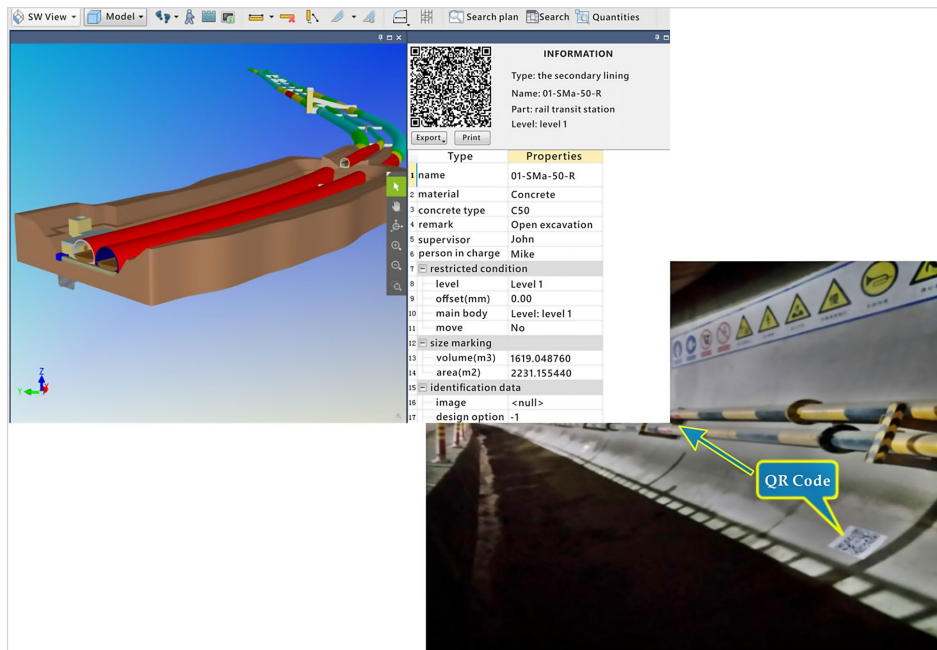 SW View Model Search plan Search Quantities
INFORMATION
Type: the secondary lining
Name: 01-SMa-50-R
Part: rail transit station
Level: level 1
Export Print
Type Properties
1 name 01-SMa-50-R
2 material Concrete
3 concrete type C50
4 remark Open excavation
5 supervisor John
6 person in charge Mike
7 restricted condition
8 level Level 1
9 offset(mm) 0.00
10 main body Level: level 1
11 move No
12 size marking
13 volume(m3) 1619.048760
14 area(m2) 2231.155440
15 identification data
16 image <null>
17 design option -1
Z
Y
QR Code